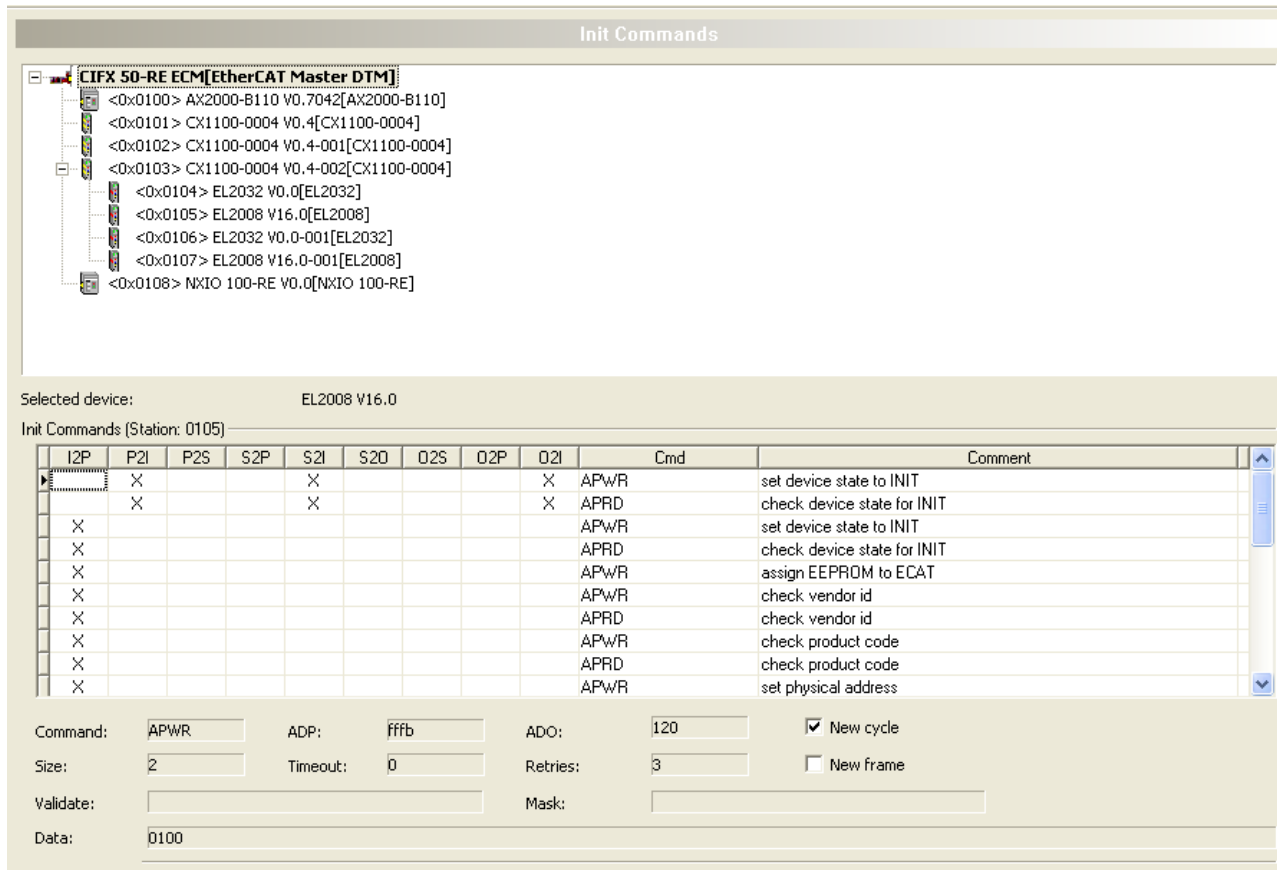 Init Commands
CIFX 50-RE ECM[EtherCAT Master DTM]
<0x0100> AX2000-B110 V0.7042[AX2000-B110]
<0x0101> CX1100-0004 V0.4[CX1100-0004]
<0x0102> CX1100-0004 V0.4-001[CX1100-0004]
<0x0103> CX1100-0004 V0.4-002[CX1100-0004]
<0x0104> EL2032 V0.0[EL2032]
<0x0105> EL2008 V16.0[EL2008]
<0x0106> EL2032 V0.0-001[EL2032]
<0x0107> EL2008 V16.0-001[EL2008]
<0x0108> NXIO 100-RE V0.0[NXIO 100-RE]
Selected device: EL2008 V16.0
Init Commands (Station: 0105)
I2P P2I P2S S2P S2I S2O O2S O2P O2I Cmd Comment
X X X APWR set device state to INIT
X X X APRD check device state for INIT
X APWR set device state to INIT
X APRD check device state for INIT
X APWR assign EEPROM to ECAT
X APWR check vendor id
X APRD check vendor id
X APWR check product code
X APRD check product code
X APWR set physical address
Command: APWR ADP: fffb ADO: 120 New cycle
Size: 2 Timeout: 0 Retries: 3 New frame
Validate: Mask:
Data: 0100